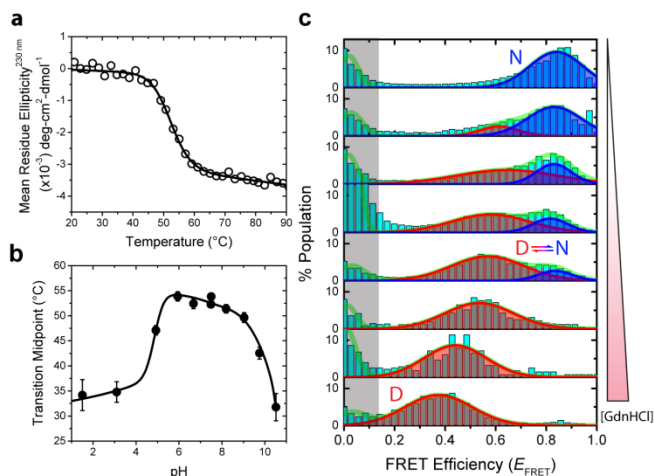 a
Mean Residue Ellipticity²³⁰ ⁿᵐ
(x10⁻³) deg-cm²-dmol⁻¹
1
0
-1
-2
-3
-4
20 30 40 50 60 70 80 90
Temperature (°C)
b
Transition Midpoint (°C)
60
55
50
45
40
35
30
25
0 2 4 6 8 10
pH
c
% Population
10
5
0
N
10
5
0
10
5
0
10
5
0
10
5
0
D ⇌ N
10
5
0
10
5
0
10
5
0
D
0.0 0.2 0.4 0.6 0.8 1.0
FRET Efficiency (E_FRET)
[GdnHCl]